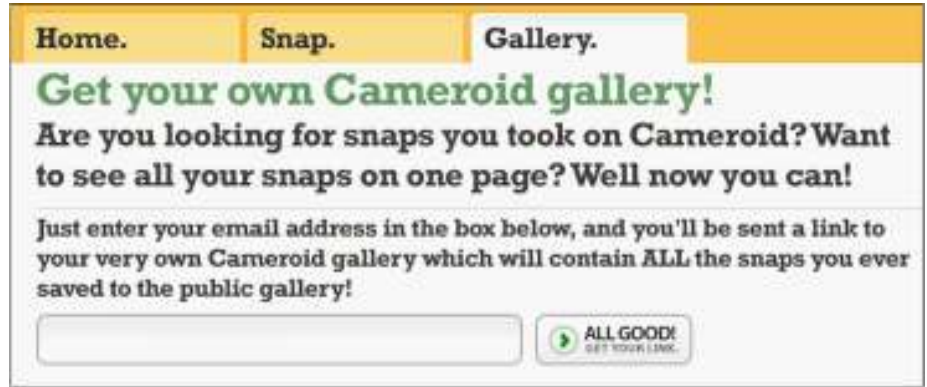 Home. Snap. Gallery.
Get your own Cameroid gallery!
Are you looking for snaps you took on Cameroid? Want
to see all your snaps on one page? Well now you can!
Just enter your email address in the box below, and you'll be sent a link to
your very own Cameroid gallery which will contain ALL the snaps you ever
saved to the public gallery!
ALL GOOD!
GET YOUR LINK.